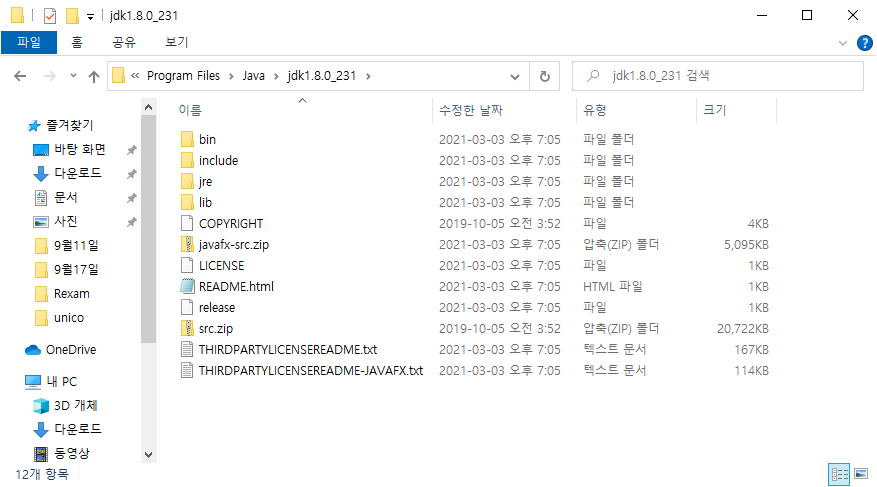 jdk1.8.0_231
파일 홈 공유 보기
« Program Files > Java > jdk1.8.0_231 > jdk1.8.0_231 검색
이름 수정한 날짜 유형 크기
즐겨찾기
바탕 화면
다운로드
문서
사진
9월11일
9월17일
Rexam
unico
OneDrive
내 PC
3D 개체
다운로드
동영상
bin 2021-03-03 오후 7:05 파일 폴더
include 2021-03-03 오후 7:05 파일 폴더
jre 2021-03-03 오후 7:05 파일 폴더
lib 2021-03-03 오후 7:05 파일 폴더
COPYRIGHT 2019-10-05 오전 3:52 파일 4KB
javafx-src.zip 2021-03-03 오후 7:05 압축(ZIP) 폴더 5,095KB
LICENSE 2021-03-03 오후 7:05 파일 1KB
README.html 2021-03-03 오후 7:05 HTML 파일 1KB
release 2021-03-03 오후 7:05 파일 1KB
src.zip 2019-10-05 오전 3:52 압축(ZIP) 폴더 20,722KB
THIRDPARTYLICENSEREADME.txt 2021-03-03 오후 7:05 텍스트 문서 167KB
THIRDPARTYLICENSEREADME-JAVAFX.txt 2021-03-03 오후 7:05 텍스트 문서 114KB
12개 항목